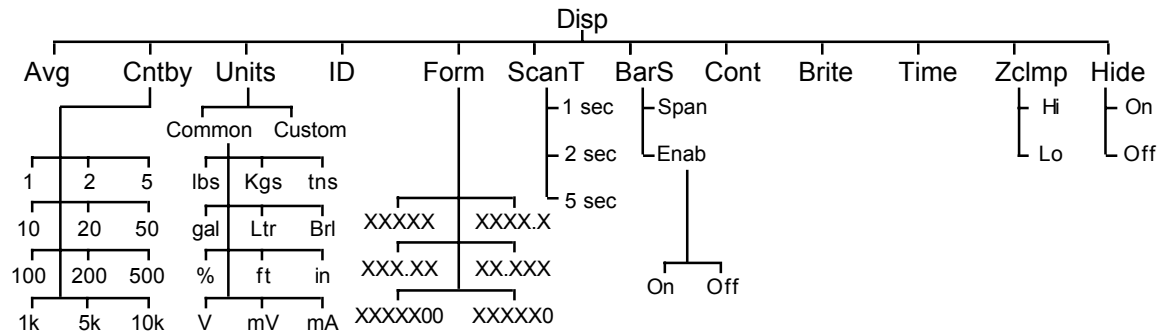 Disp
Avg Cntby Units ID Form ScanT BarS Cont Brite Time Zclmp Hide
1 sec Span Hi On
Common Custom
2 sec Enab Lo Off
1 2 5 lbs Kgs tns
5 sec
10 20 50 gal Ltr Brl XXXXX XXXX.X
100 200 500 % ft in XXX.XX XX.XXX
On Off
1k 5k 10k V mV mA XXXXX00 XXXXX0